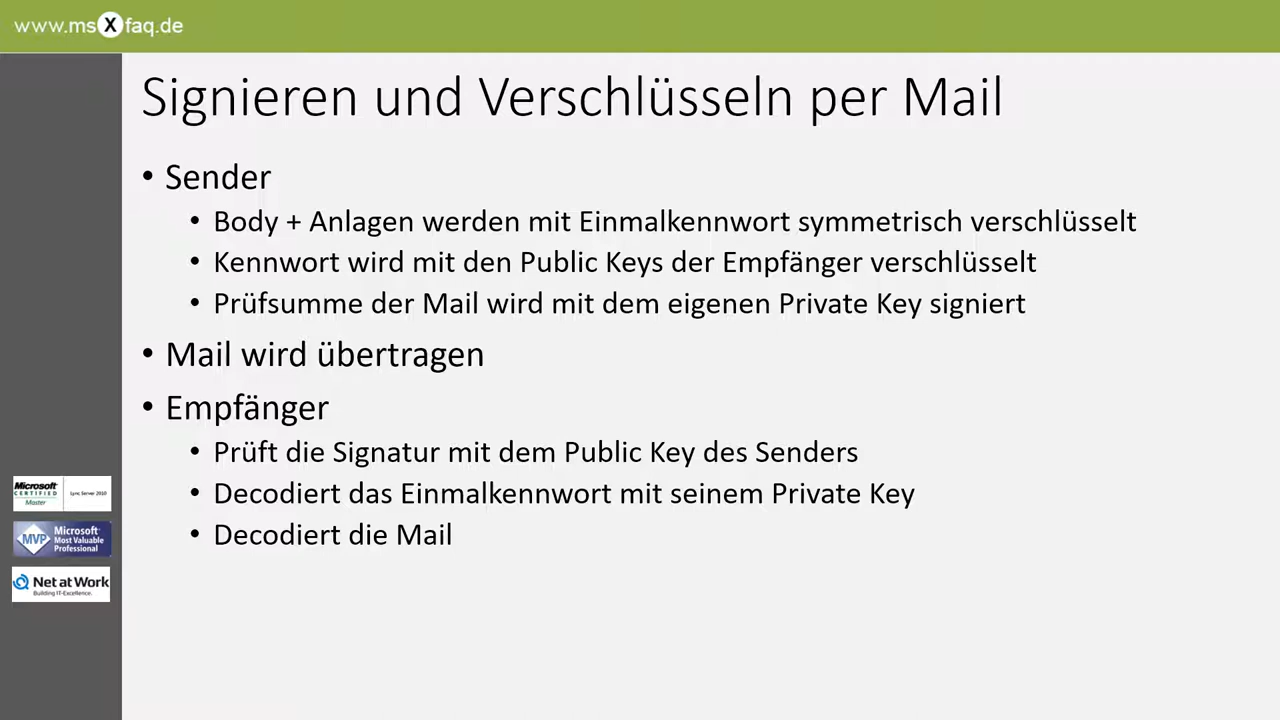 www.msXfaq.de
Signieren und Verschlüsseln per Mail
• Sender
• Body + Anlagen werden mit Einmalkennwort symmetrisch verschlüsselt
• Kennwort wird mit den Public Keys der Empfänger verschlüsselt
• Prüfsumme der Mail wird mit dem eigenen Private Key signiert
• Mail wird übertragen
• Empfänger
• Prüft die Signatur mit dem Public Key des Senders
• Decodiert das Einmalkennwort mit seinem Private Key
• Decodiert die Mail
Microsoft
CERTIFIED
Master
Lync Server 2010
MVP
Microsoft
Most Valuable
Professional
Net at Work
Building IT-Excellence.